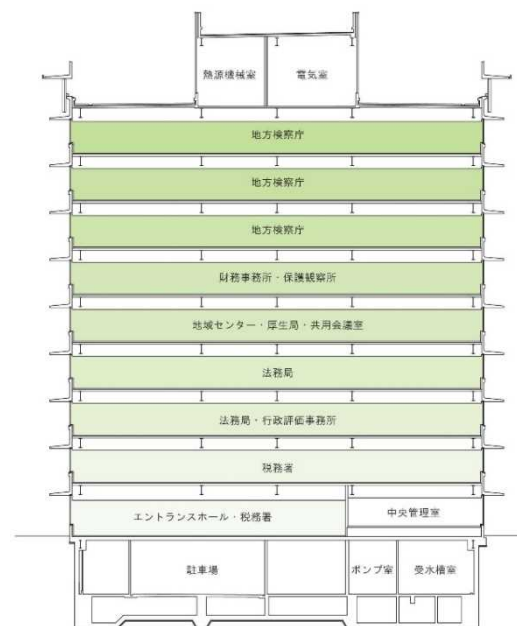 熱源機械室
電気室
地方検察庁
地方検察庁
地方検察庁
財務事務所・保護観察所
地域センター・厚生局・共用会議室
法務局
法務局・行政評価事務所
税務署
エントランスホール・税務署
中央管理室
駐車場
ポンプ室
受水槽室